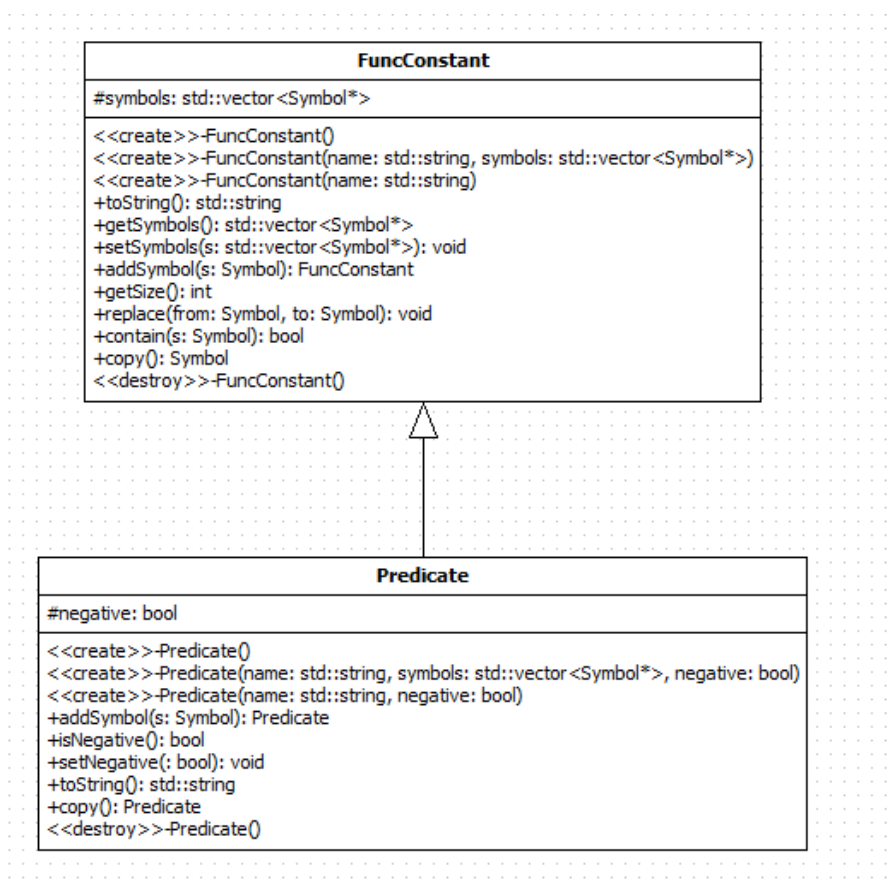 FuncConstant
#symbols: std::vector<Symbol*>
<<create>>-FuncConstant()
<<create>>-FuncConstant(name: std::string, symbols: std::vector<Symbol*>)
<<create>>-FuncConstant(name: std::string)
+toString(): std::string
+getSymbols(): std::vector<Symbol*>
+setSymbols(s: std::vector<Symbol*>): void
+addSymbol(s: Symbol): FuncConstant
+getSize(): int
+replace(from: Symbol, to: Symbol): void
+contain(s: Symbol): bool
+copy(): Symbol
<<destroy>>-FuncConstant()
Predicate
#negative: bool
<<create>>-Predicate()
<<create>>-Predicate(name: std::string, symbols: std::vector<Symbol*>, negative: bool)
<<create>>-Predicate(name: std::string, negative: bool)
+addSymbol(s: Symbol): Predicate
+isNegative(): bool
+setNegative(: bool): void
+toString(): std::string
+copy(): Predicate
<<destroy>>-Predicate()